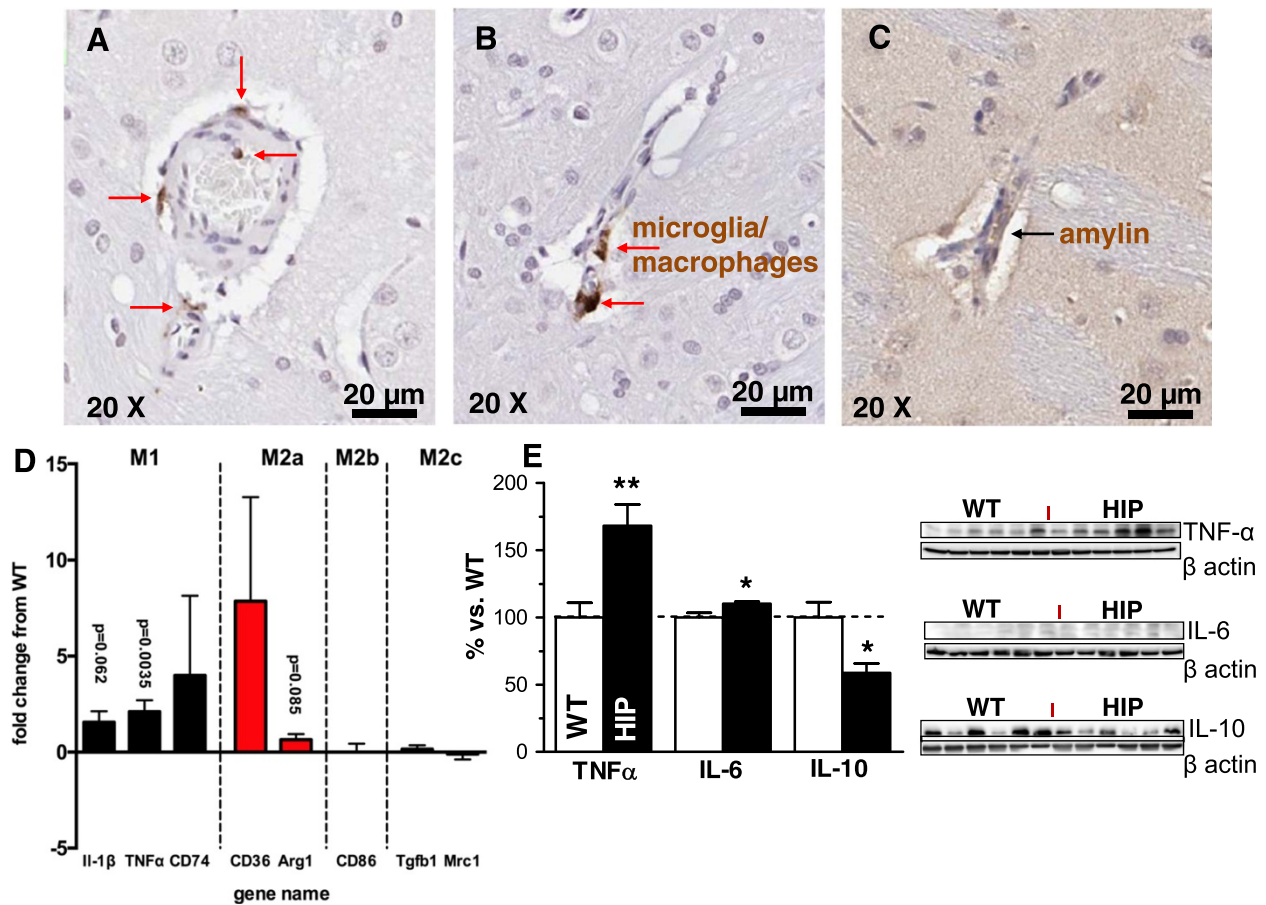 A
20 X
20 µm
B
microglia/
macrophages
20 X
20 µm
C
amylin
20 X
20 µm
D
M1
M2a
M2b
M2c
fold change from WT
15
10
5
0
-5
p=0.062
p=0.0035
p=0.085
Il-1β
TNFα
CD74
CD36
Arg1
CD86
Tgfb1
Mrc1
gene name
E
% vs. WT
200
150
100
50
0
**
*
*
WT
HIP
TNFα
IL-6
IL-10
WT
HIP
TNF-α
β actin
WT
HIP
IL-6
β actin
WT
HIP
IL-10
β actin